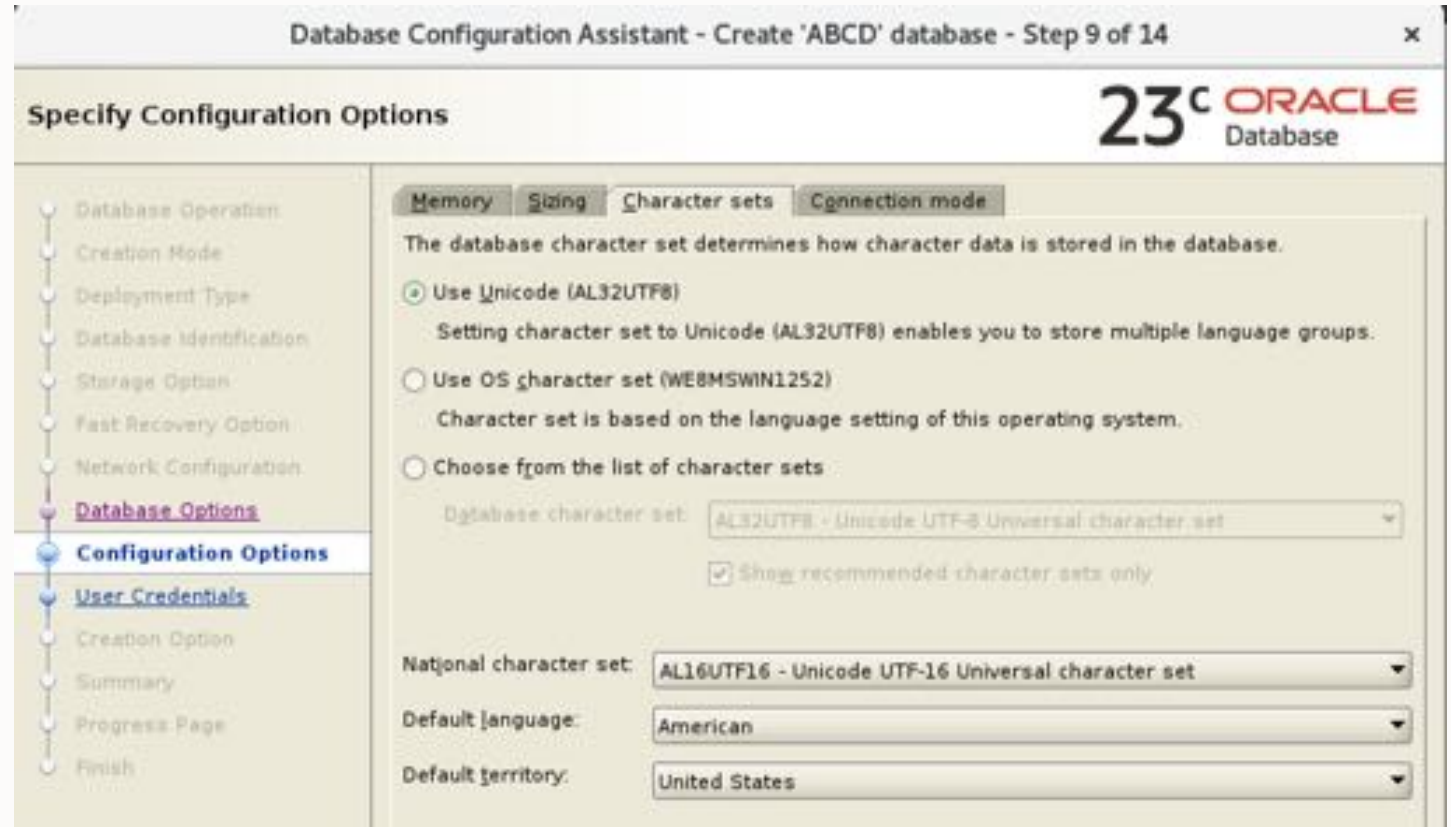 Database Configuration Assistant - Create 'ABCD' database - Step 9 of 14
×
Specify Configuration Options
23c ORACLE
Database
Database Operation
Creation Mode
Deployment Type
Database Identification
Storage Option
Fast Recovery Option
Network Configuration
Database Options
Configuration Options
User Credentials
Creation Option
Summary
Progress Page
Finish
Memory Sizing Character sets Connection mode
The database character set determines how character data is stored in the database.
Use Unicode (AL32UTF8)
Setting character set to Unicode (AL32UTF8) enables you to store multiple language groups.
Use OS character set (WE8MSWIN1252)
Character set is based on the language setting of this operating system.
Choose from the list of character sets
Database character set: AL32UTF8 - Unicode UTF-8 Universal character set
Show recommended character sets only
National character set: AL16UTF16 - Unicode UTF-16 Universal character set
Default language: American
Default territory: United States